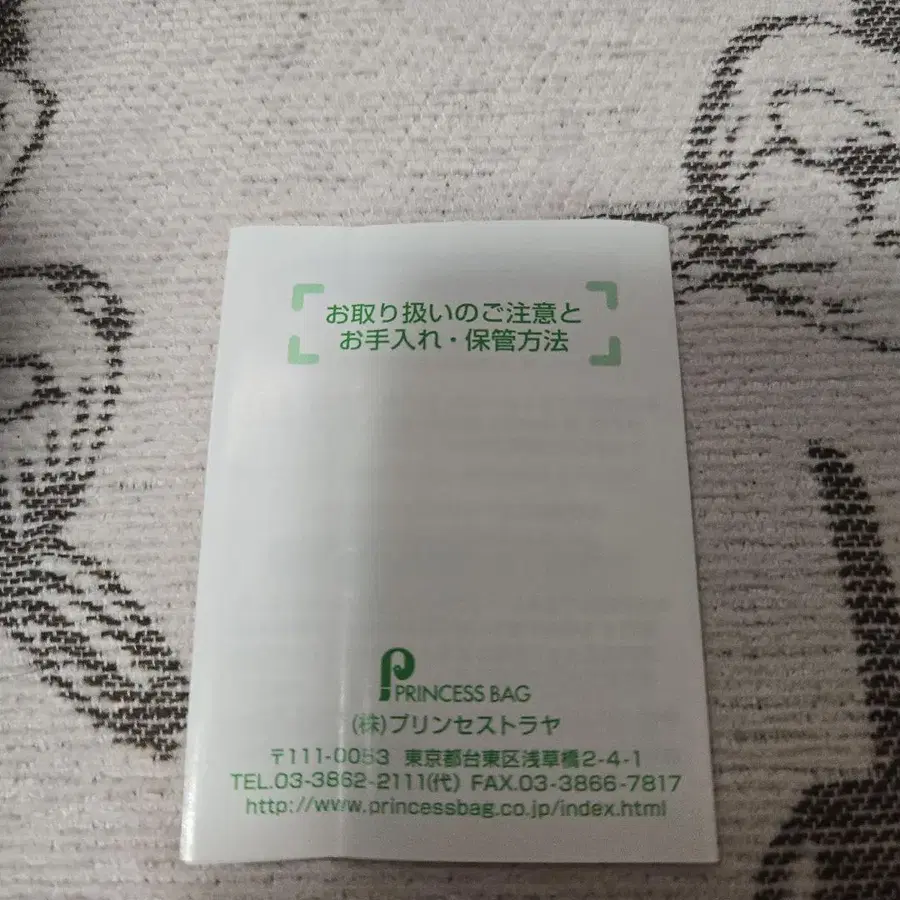 お取り扱いのご注意と
お手入れ・保管方法
PRINCESS BAG
(株)プリンセストラヤ
〒111-0053 東京都台東区浅草橋2-4-1
TEL.03-3862-2111(代) FAX.03-3866-7817
http://www.princessbag.co.jp/index.html